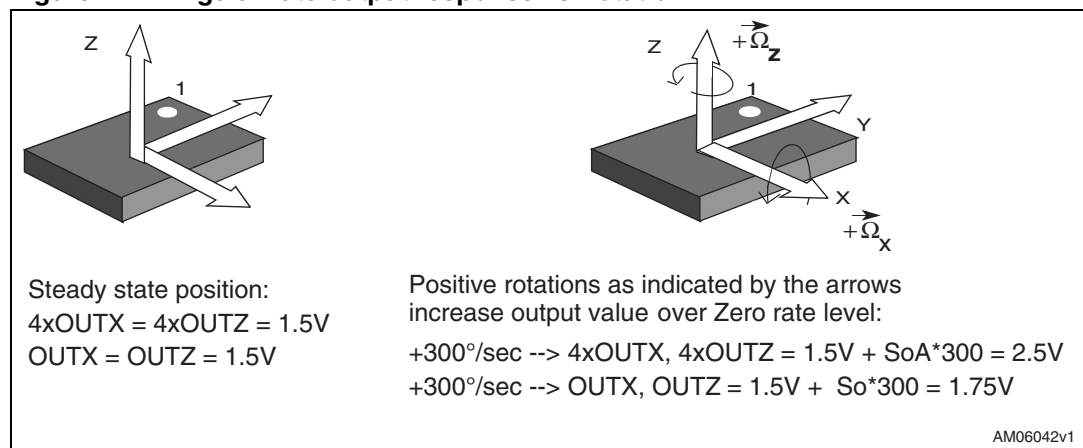 Z
1
Z
+Ω
Z
1
Y
X
+Ω
X
Steady state position:
4xOUTX = 4xOUTZ = 1.5V
OUTX = OUTZ = 1.5V
Positive rotations as indicated by the arrows
increase output value over Zero rate level:
+300°/sec --> 4xOUTX, 4xOUTZ = 1.5V + SoA*300 = 2.5V
+300°/sec --> OUTX, OUTZ = 1.5V + So*300 = 1.75V
AM06042v1